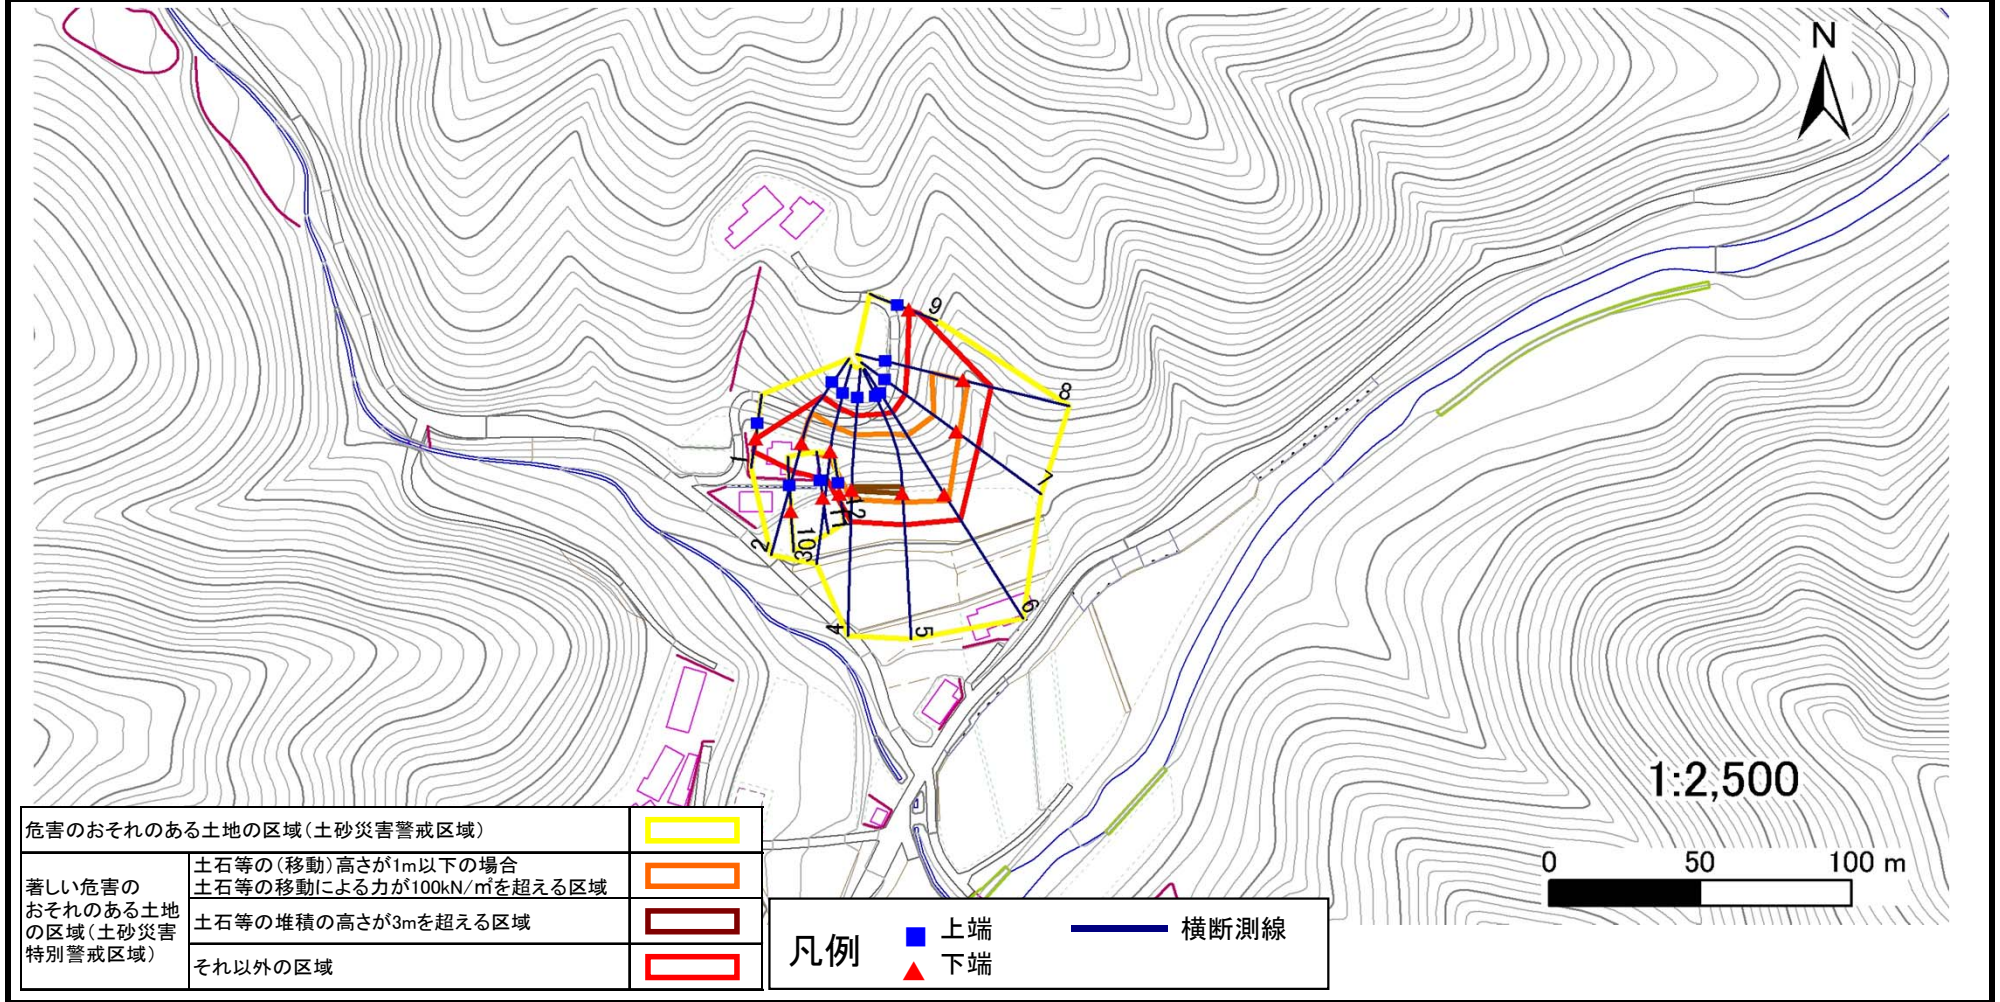 N
9
8
1
7
12
11
10
2
3
6
4
5
1:2,500
0 50 100 m
危害のおそれのある土地の区域(土砂災害警戒区域)
著しい危害の
おそれのある土地
の区域(土砂災害
特別警戒区域)
土石等の(移動)高さが1m以下の場合
土石等の移動による力が100kN/㎡を超える区域
土石等の堆積の高さが3mを超える区域
それ以外の区域
凡例
上端
下端
横断測線